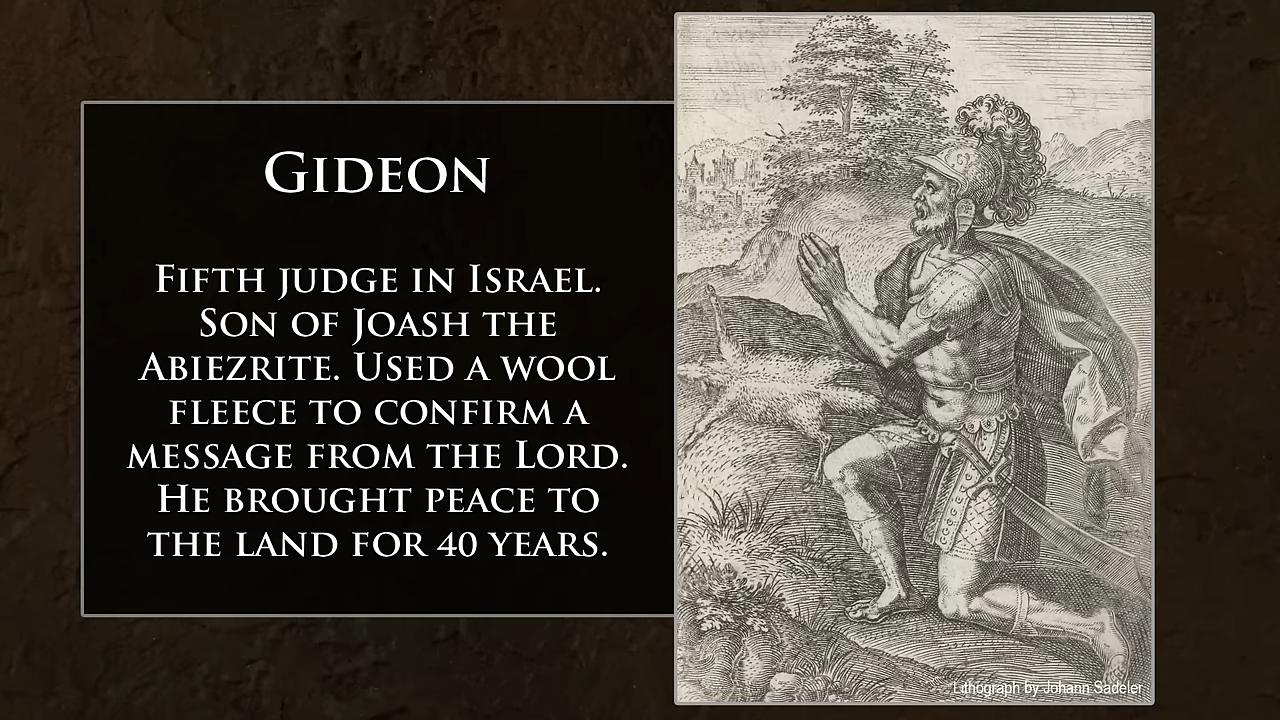 Gideon
Fifth judge in Israel.
Son of Joash the
Abiezrite. Used a wool
fleece to confirm a
message from the Lord.
He brought peace to
the land for 40 years.
Lithograph by Johann Sadeler